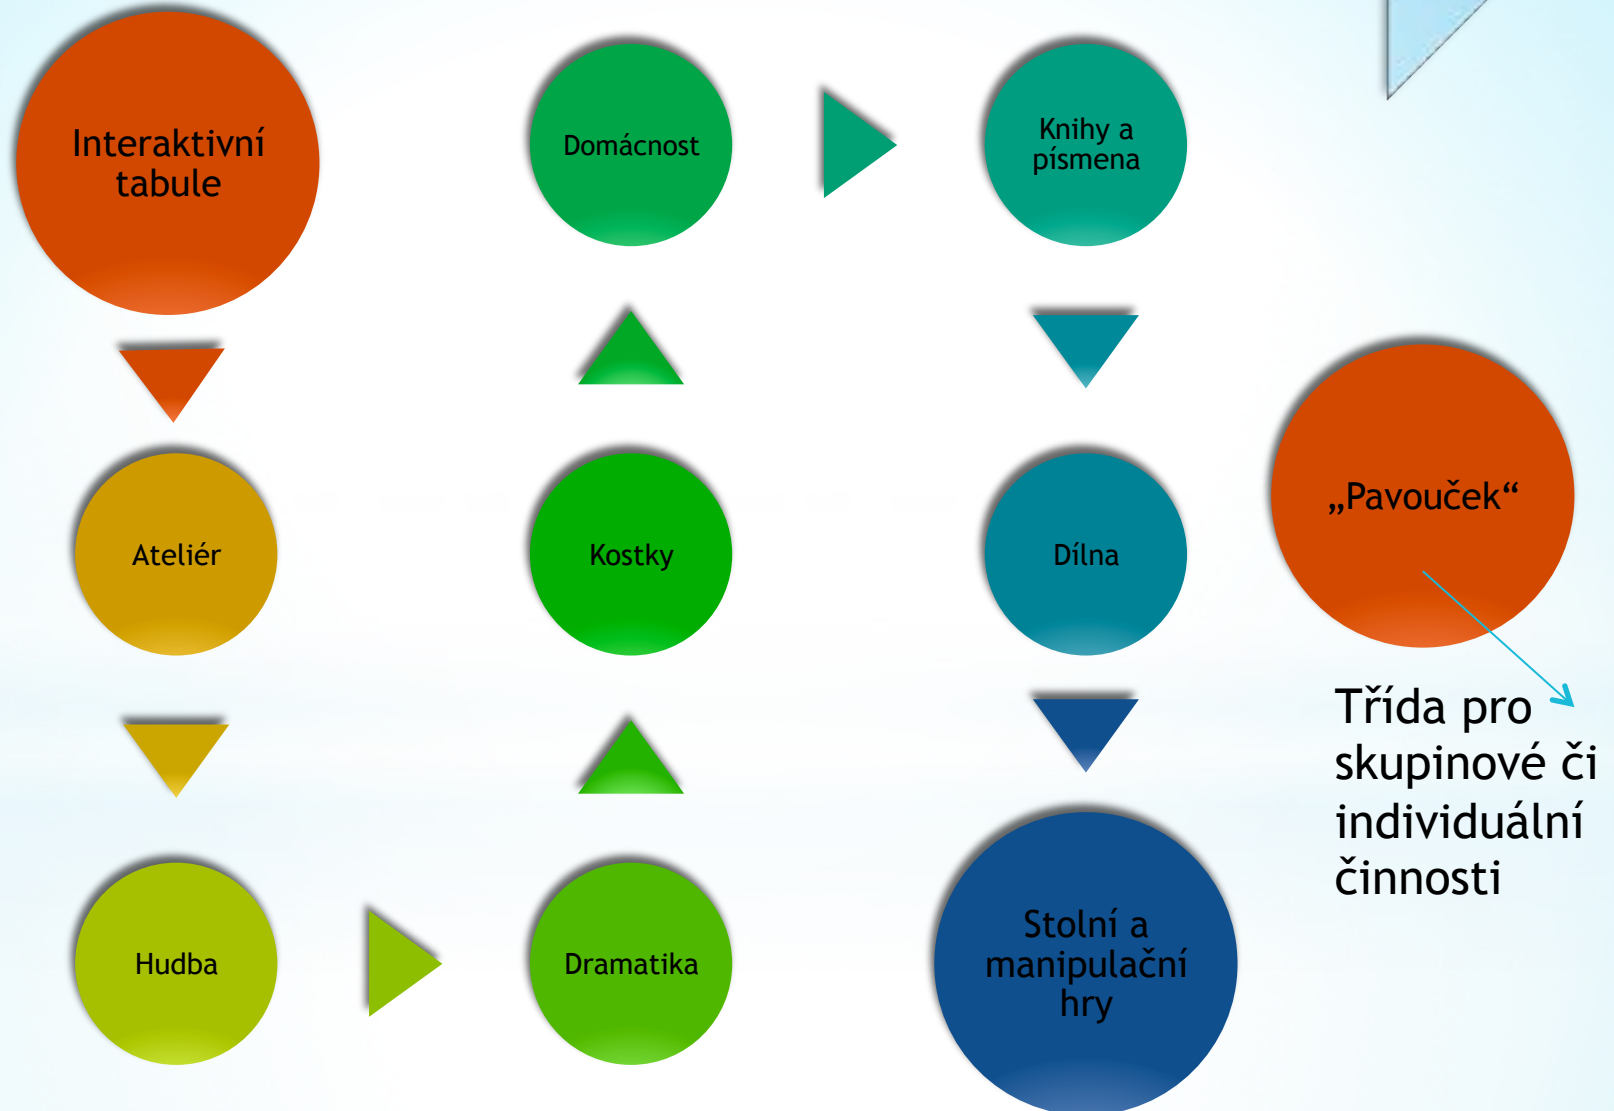 Interaktivní
tabule
Ateliér
Hudba
Dramatika
Kostky
Domácnost
Knihy a
písmena
Dílna
Stolní a
manipulační
hry
„Pavouček“
Třída pro
skupinové či
individuální
činnosti